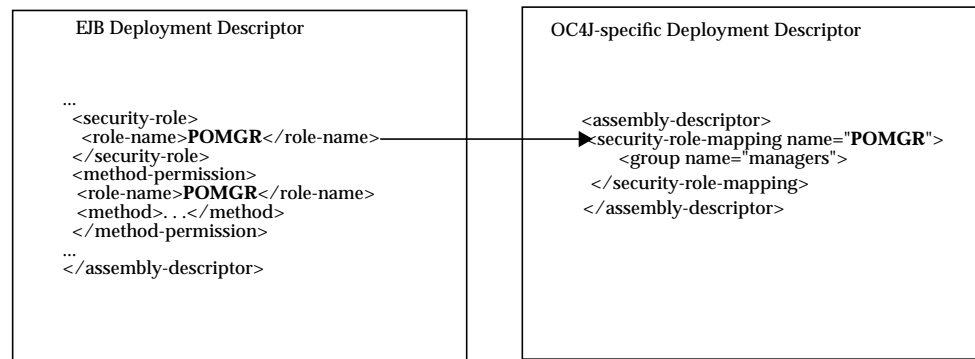 EJB Deployment Descriptor
...
<security-role>
<role-name>POMGR</role-name>
</security-role>
<method-permission>
<role-name>POMGR</role-name>
<method>. . .</method>
</method-permission>
...
</assembly-descriptor>
OC4J-specific Deployment Descriptor
<assembly-descriptor>
<security-role-mapping name="POMGR">
<group name="managers">
</security-role-mapping>
</assembly-descriptor>